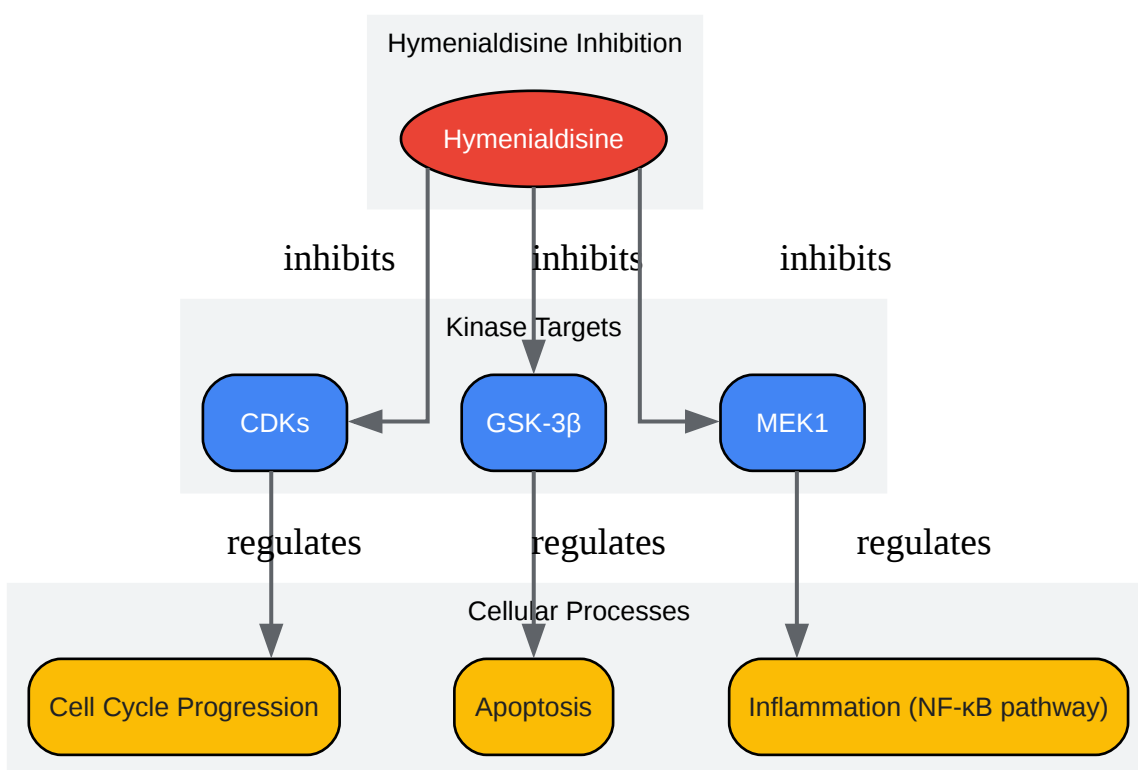 Hymenialdisine Inhibition
Hymenialdisine
inhibits inhibits inhibits
Kinase Targets
CDKs GSK-3β MEK1
regulates regulates regulates
Cellular Processes
Cell Cycle Progression Apoptosis Inflammation (NF-κB pathway)